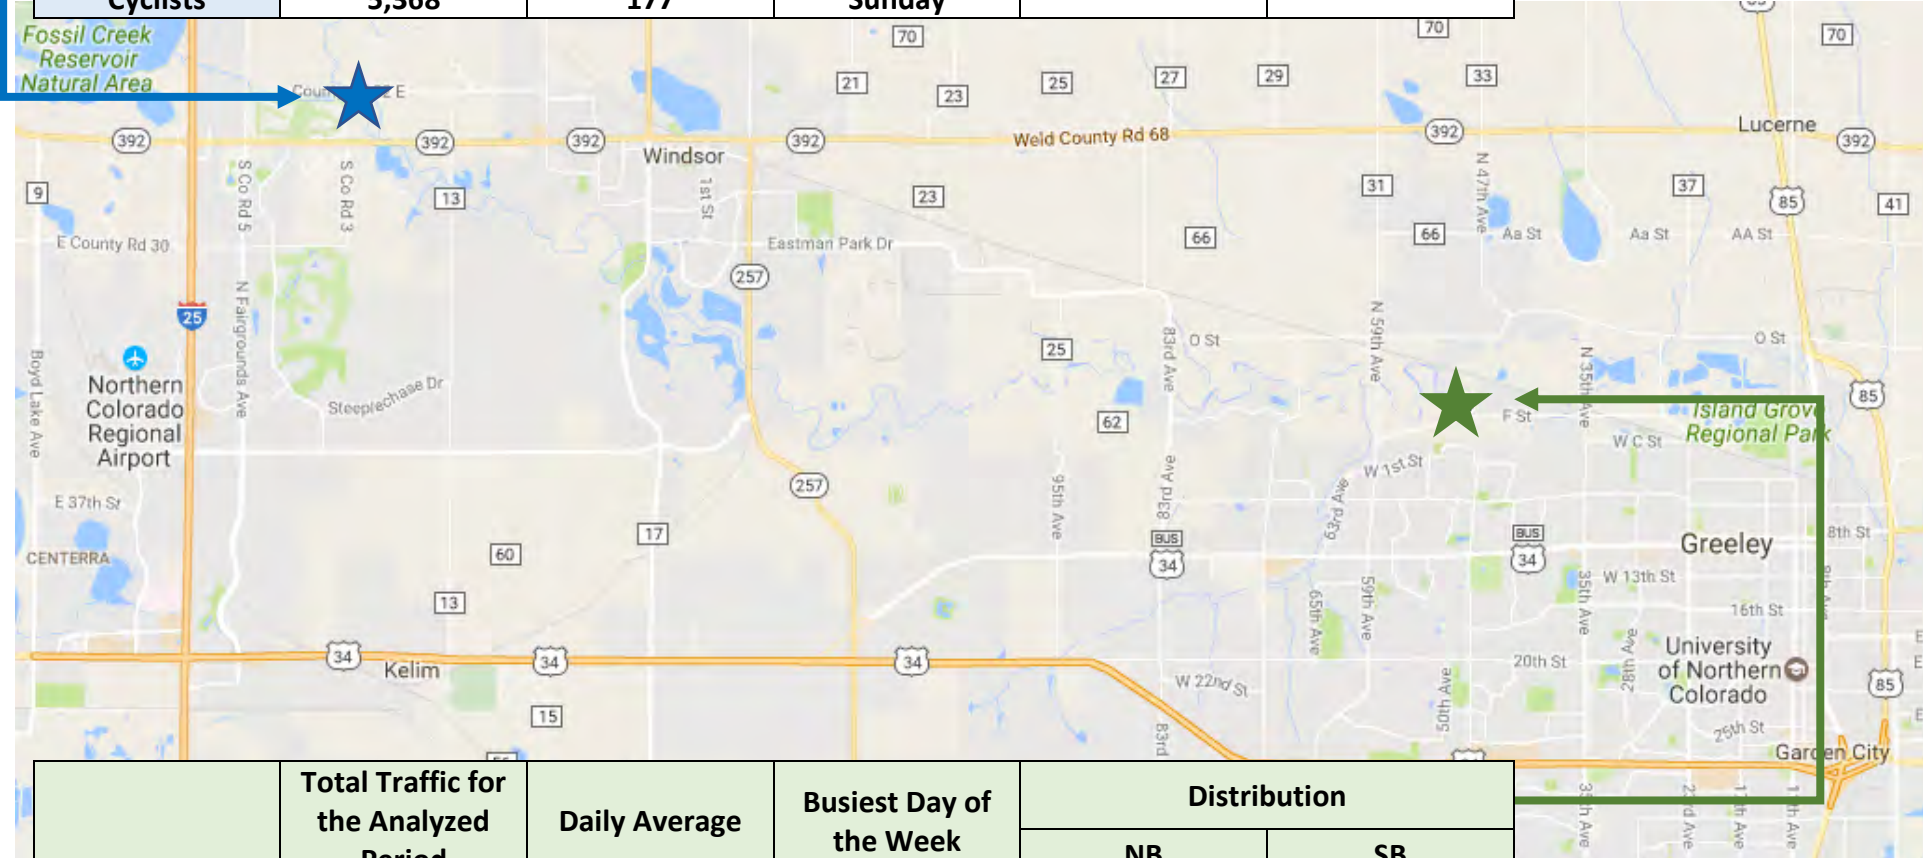 Cyclists 5,368 177 Sunday
Fossil Creek
Reservoir
Natural Area
70
70
70
21
23
25
27
29
33
392
392
392
Windsor
392
Weld County Rd 68
392
Lucerne
392
9
S Co Rd 5
S Co Rd 3
13
1st St
23
31
N 47th Ave
37
85
41
E County Rd 30
Eastman Park Dr
66
66
Aa St
Aa St
AA St
257
25
N Fairgrounds Ave
N 59th Ave
Boyd Lake Ave
Northern
Colorado
Regional
Airport
Steeplechase Dr
25
83rd Ave
O St
O St
N 35th Ave
85
62
F St
Island Grove
Regional Park
W C St
W 1st St
E 37th St
257
95th Ave
83rd Ave
63rd Ave
17
CENTERRA
60
BUS
34
BUS
34
Greeley
8th St
13
65th Ave
59th Ave
35th Ave
W 13th St
16th St
34
Kelim
34
34
W 22nd St
20th St
28th Ave
University
of Northern
Colorado
85
15
83rd
50th Ave
25th St
Garden City
Total Traffic for
the Analyzed
Period
Daily Average
Busiest Day of
the Week
Distribution
NB
SB
35th Ave
23rd Ave
17th Ave
11th Ave